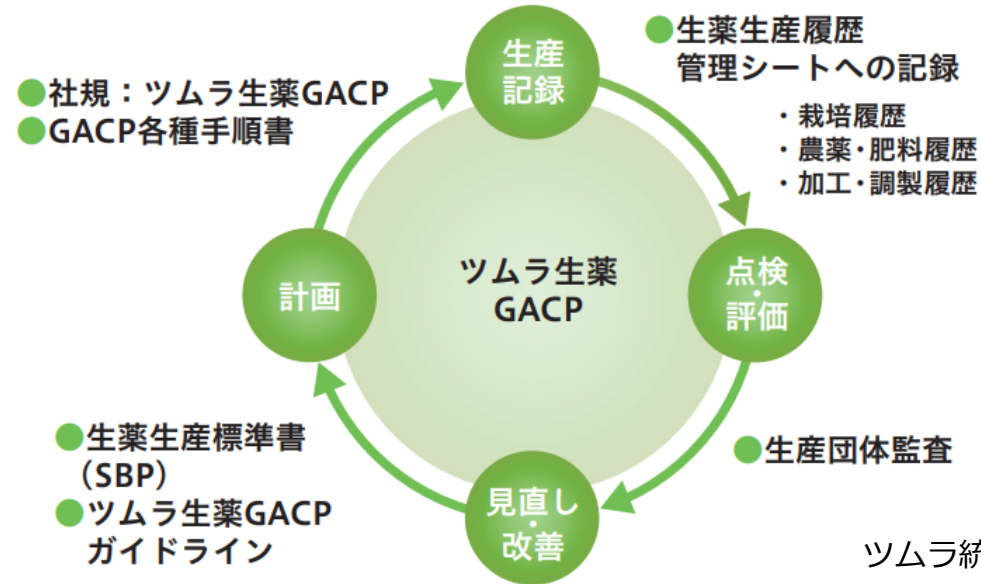 生産
記録
●生薬生産履歴
管理シートへの記録
・栽培履歴
・農薬・肥料履歴
・加工・調製履歴
●社規：ツムラ生薬GACP
●GACP各種手順書
計画
ツムラ生薬
GACP
点検
・
評価
●生薬生産標準書
（SBP）
●ツムラ生薬GACP
ガイドライン
●生産団体監査
見直し
・
改善
ツムラ統